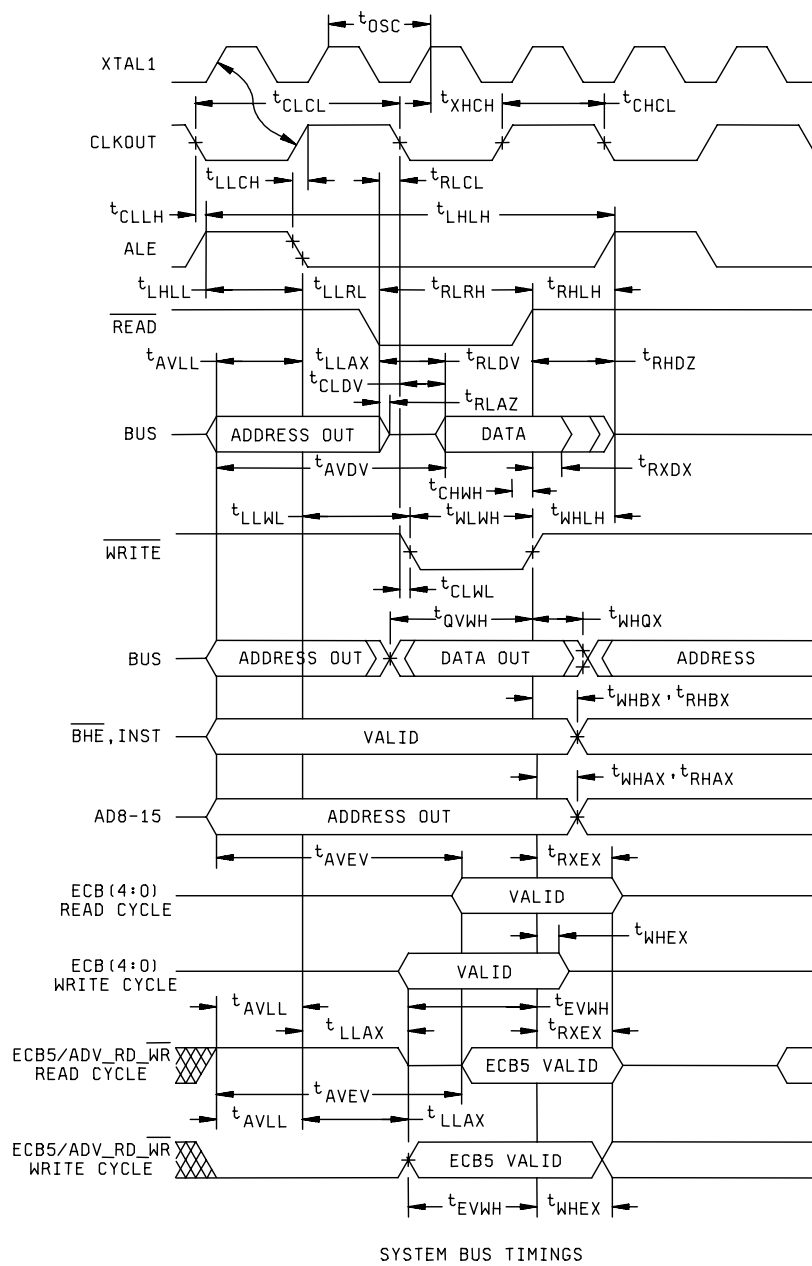 tOSC
XTAL1
tCLCL
tXHCH
tCHCL
CLKOUT
tLLCH
tRLCL
tCLLH
tLHLH
ALE
tLHLL
tLLRL
tRLRH
tRHLH
READ
tAVLL
tLLAX
tRLDV
tRHDZ
tCLDV
tRLAZ
BUS
ADDRESS OUT
DATA
tAVDV
tRXDX
tCHWH
tLLWL
tWLWH
tWHLH
WRITE
tCLWL
tQVWH
tWHQX
BUS
ADDRESS OUT
DATA OUT
ADDRESS
tWHBX,tRHBX
BHE,INST
VALID
tWHAX,tRHAX
AD8-15
ADDRESS OUT
tAVEV
tRXEX
ECB(4:0)
READ CYCLE
VALID
tWHEX
ECB(4:0)
WRITE CYCLE
VALID
tAVLL
tEVWH
tLLAX
tRXEX
ECB5/ADV_RD_WR
READ CYCLE
ECB5 VALID
tAVEV
tAVLL
tLLAX
ECB5/ADV_RD_WR
WRITE CYCLE
ECB5 VALID
tEVWH
tWHEX
SYSTEM BUS TIMINGS